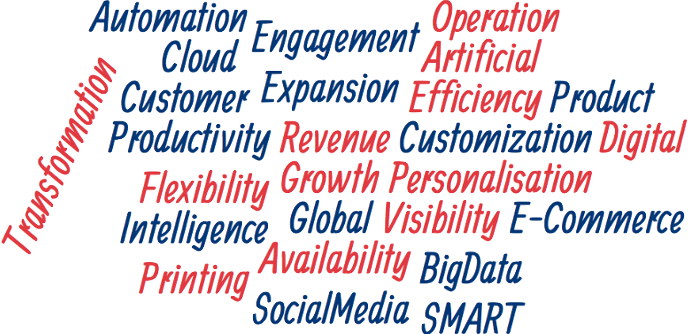 Automation Engagement Operation
Cloud Artificial
Customer Expansion Efficiency Product
Transformation
Productivity Revenue Customization Digital
Flexibility Growth Personalisation
Intelligence Global Visibility E-Commerce
Printing Availability BigData
SocialMedia SMART